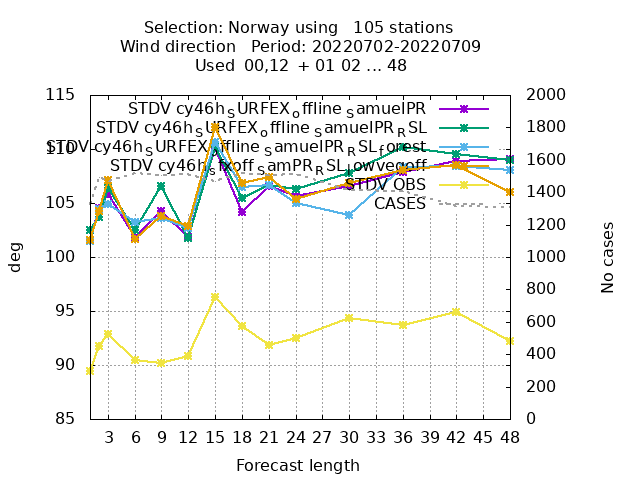 Selection: Norway using 105 stations
Wind direction Period: 20220702-20220709
Used 00,12 + 01 02 ... 48
115 2000
STDV cy46h_SURFEX_offline_SamuelPR
STDV cy46h_SURFEX_offline_SamuelPR_RSL 1800
110 STDV cy46h_SURFEX_offline_SamuelPR_RSL_forest
STDV cy46h_sfxoff_SamPR_RSL_lowvegoff 1600
STDV OBS
105 CASES 1400
1200
100 1000
800
95
600
90 400
200
85 0
3 6 9 12 15 18 21 24 27 30 33 36 39 42 45 48
Forecast length
deg
No cases